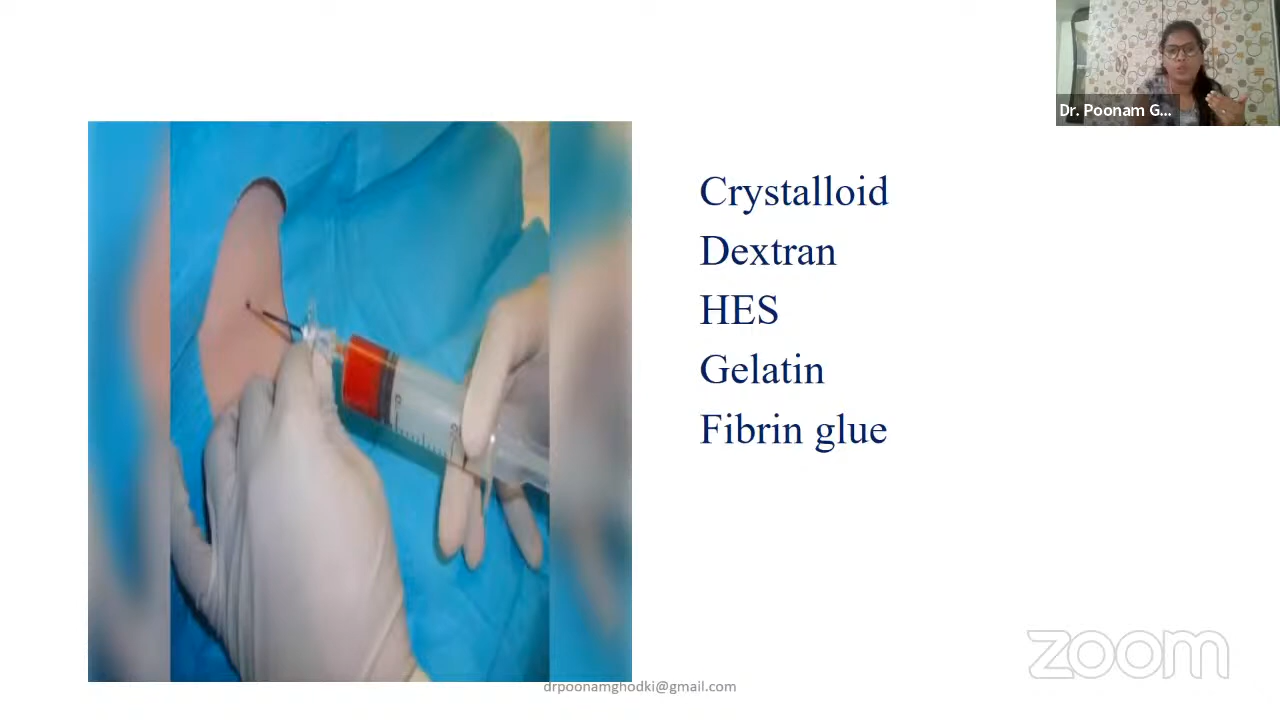 Dr. Poonam G...
Crystalloid
Dextran
HES
Gelatin
Fibrin glue
zoom
drpoonamghodki@gmail.com